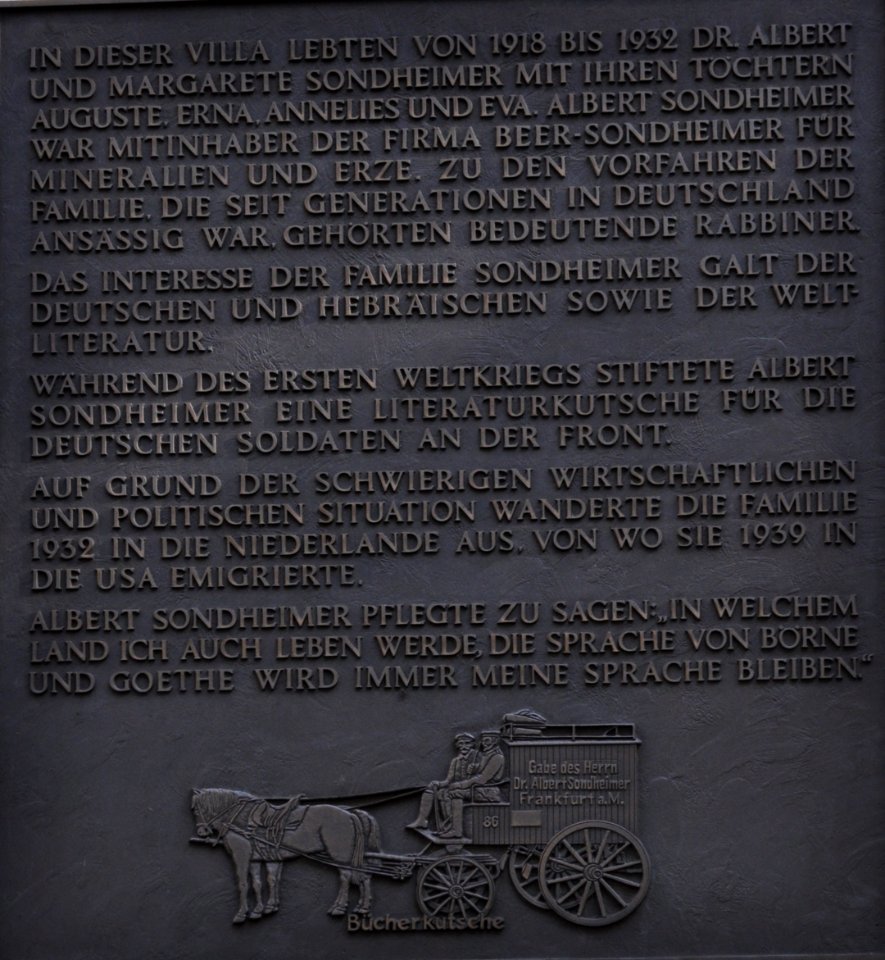 IN DIESER VILLA LEBTEN VON 1918 BIS 1932 DR. ALBERT
UND MARGARETE SONDHEIMER MIT IHREN TÖCHTERN
AUGUSTE, ERNA, ANNELIES UND EVA. ALBERT SONDHEIMER
WAR MITINHABER DER FIRMA BEER-SONDHEIMER FÜR
MINERALIEN UND ERZE. ZU DEN VORFAHREN DER
FAMILIE, DIE SEIT GENERATIONEN IN DEUTSCHLAND
ANSÄSSIG WAR, GEHÖRTEN BEDEUTENDE RABBINER.
DAS INTERESSE DER FAMILIE SONDHEIMER GALT DER
DEUTSCHEN UND HEBRÄISCHEN SOWIE DER WELT-
LITERATUR.
WÄHREND DES ERSTEN WELTKRIEGS STIFTETE ALBERT
SONDHEIMER EINE LITERATURKUTSCHE FÜR DIE
DEUTSCHEN SOLDATEN AN DER FRONT.
AUF GRUND DER SCHWIERIGEN WIRTSCHAFTLICHEN
UND POLITISCHEN SITUATION WANDERTE DIE FAMILIE
1932 IN DIE NIEDERLANDE AUS, VON WO SIE 1939 IN
DIE USA EMIGRIERTE.
ALBERT SONDHEIMER PFLEGTE ZU SAGEN: „IN WELCHEM
LAND ICH AUCH LEBEN WERDE, DIE SPRACHE VON BÖRNE
UND GOETHE WIRD IMMER MEINE SPRACHE BLEIBEN.“
Gabe des Herrn
Dr. Albert Sondheimer
Frankfurt a. M.
86
Bücherkutsche